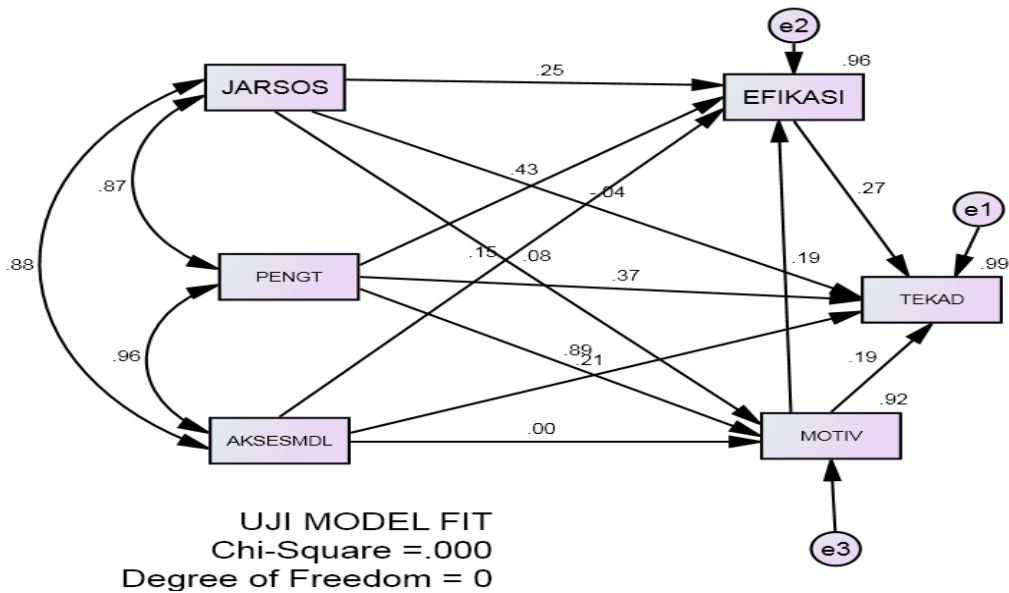 e2
.96
JARSOS
.25
EFIKASI
.87
.43
-.04
.27
e1
.88
.15
.08
.19
.99
PENGT
.37
TEKAD
.96
.89
.21
.19
.92
AKSESMDL
.00
MOTIV
UJI MODEL FIT
Chi-Square =.000
Degree of Freedom = 0
e3